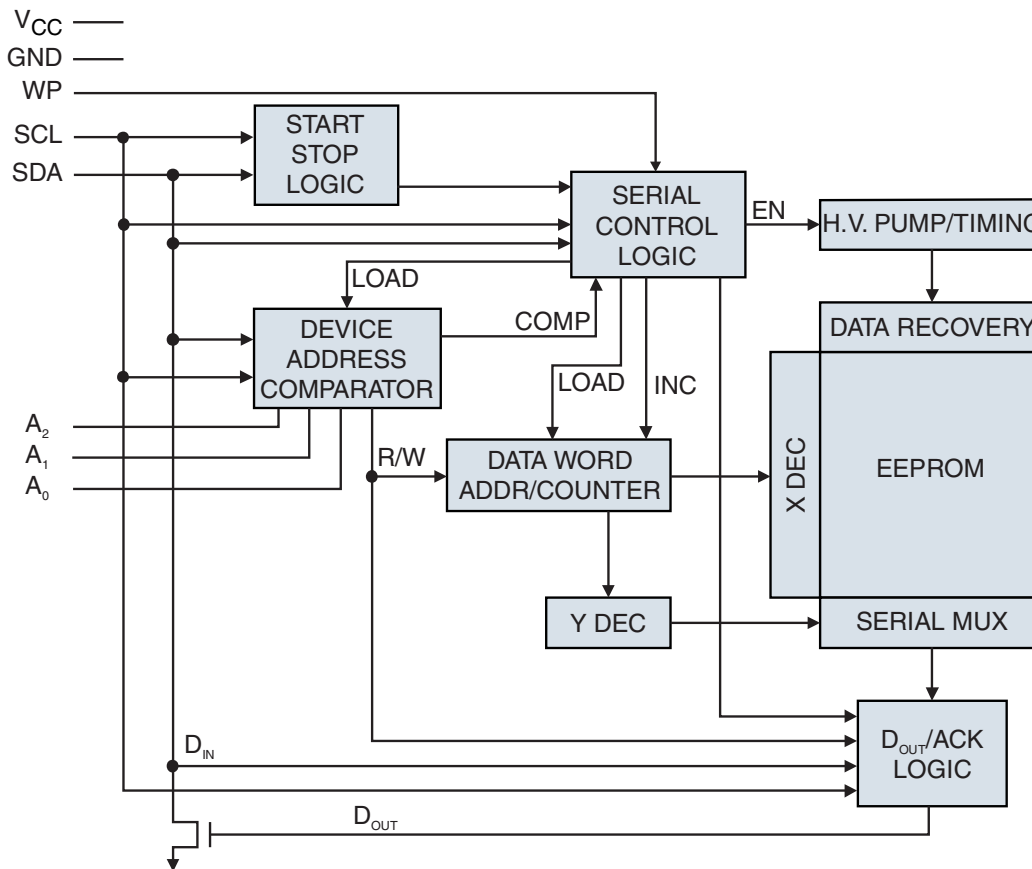 VCC
GND
WP
SCL
SDA
START
STOP
LOGIC
SERIAL
CONTROL
LOGIC
EN
H.V. PUMP/TIMING
LOAD
COMP
DEVICE
ADDRESS
COMPARATOR
LOAD
INC
DATA RECOVERY
A2
A1
A0
R/W
DATA WORD
ADDR/COUNTER
X DEC
EEPROM
Y DEC
SERIAL MUX
DIN
DOUT/ACK
LOGIC
DOUT